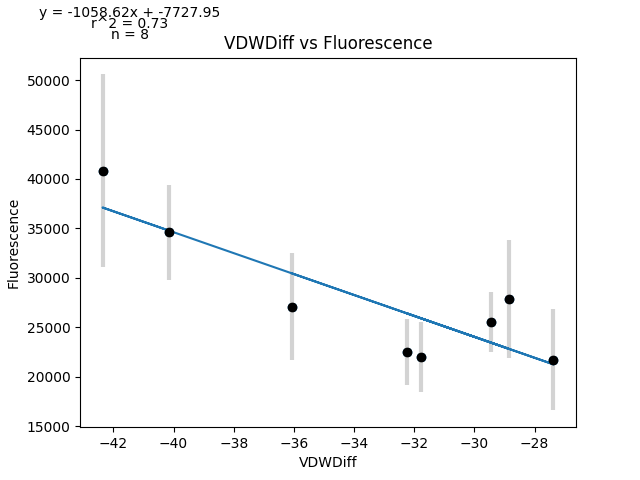 y = -1058.62x + -7727.95
r^2 = 0.73
n = 8
VDWDiff vs Fluorescence
50000
45000
40000
35000
30000
25000
20000
15000
Fluorescence
−42
−40
−38
−36
−34
−32
−30
−28
VDWDiff